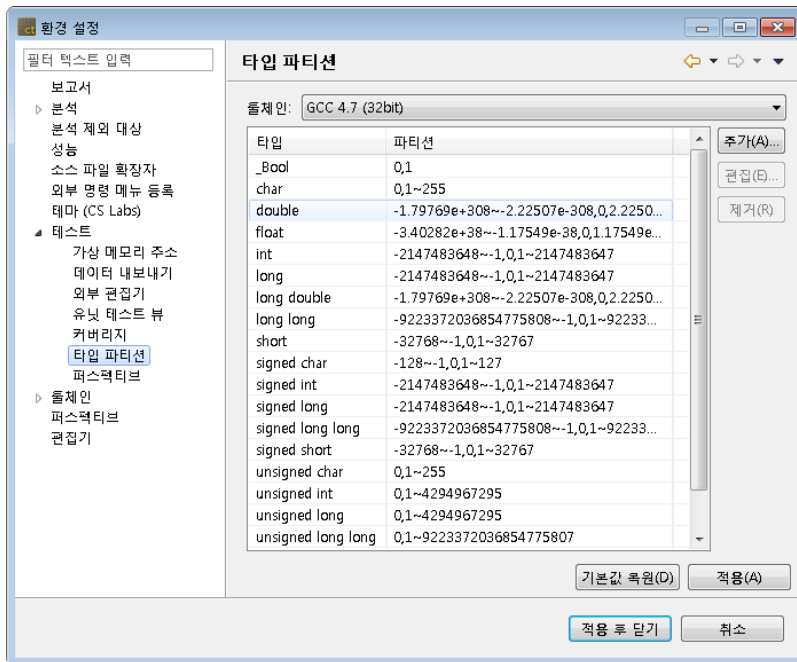 ct 환경 설정
필터 텍스트 입력
보고서
분석
분석 제외 대상
성능
소스 파일 확장자
외부 명령 메뉴 등록
테마 (CS Labs)
테스트
가상 메모리 주소
데이터 내보내기
외부 편집기
유닛 테스트 뷰
커버리지
타입 파티션
퍼스펙티브
툴체인
퍼스펙티브
편집기
타입 파티션
툴체인: GCC 4.7 (32bit)
타입 파티션
_Bool 0,1
char 0,1~255
double -1.79769e+308~-2.22507e-308,0,2.2250...
float -3.40282e+38~-1.17549e-38,0,1.17549e...
int -2147483648~-1,0,1~2147483647
long -2147483648~-1,0,1~2147483647
long double -1.79769e+308~-2.22507e-308,0,2.2250...
long long -9223372036854775808~-1,0,1~92233...
short -32768~-1,0,1~32767
signed char -128~-1,0,1~127
signed int -2147483648~-1,0,1~2147483647
signed long -2147483648~-1,0,1~2147483647
signed long long -9223372036854775808~-1,0,1~92233...
signed short -32768~-1,0,1~32767
unsigned char 0,1~255
unsigned int 0,1~4294967295
unsigned long 0,1~4294967295
unsigned long long 0,1~9223372036854775807
추가(A)...
편집(E)...
제거(R)
기본값 복원(D) 적용(A)
적용 후 닫기 취소